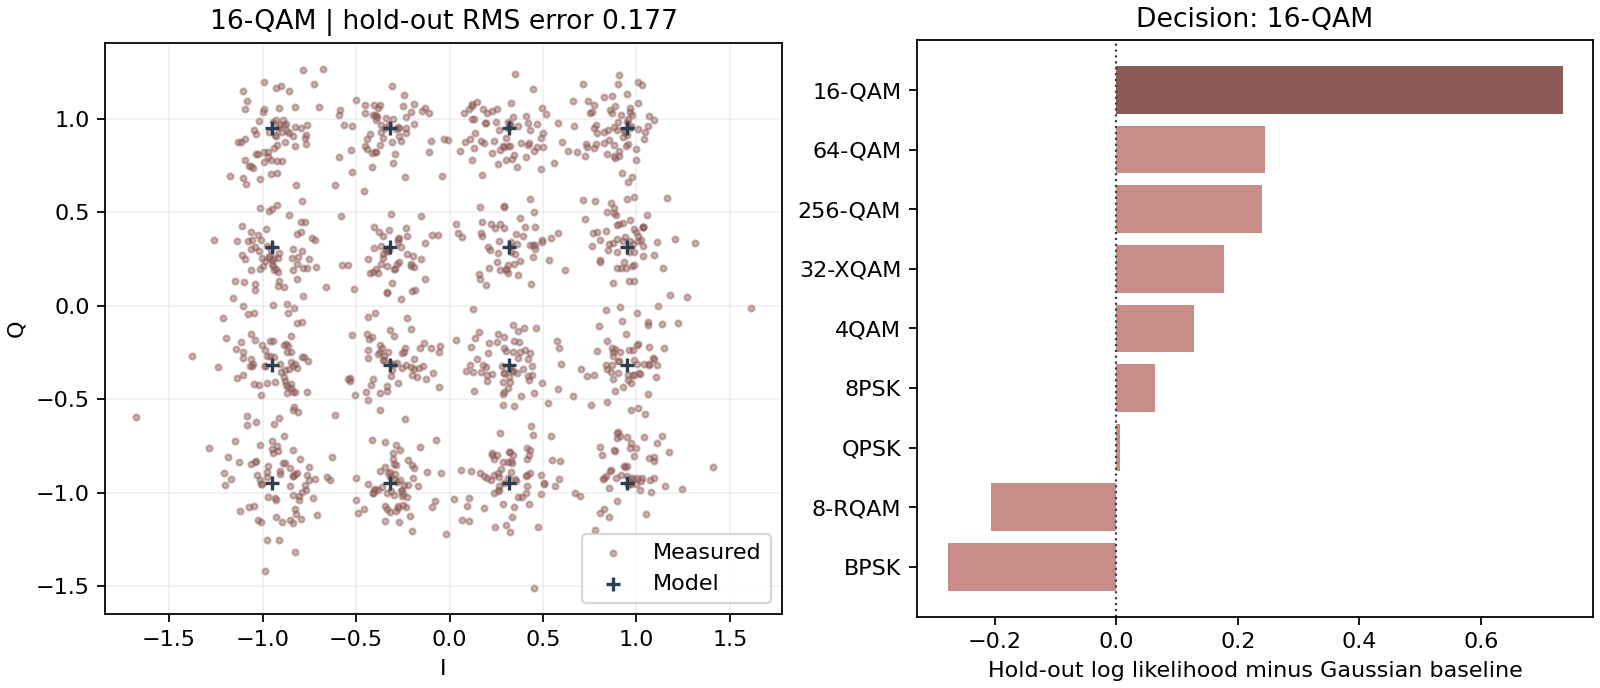 16-QAM | hold-out RMS error 0.177
1.0
0.5
0.0
−0.5
−1.0
−1.5
Q
−1.5
−1.0
−0.5
0.0
0.5
1.0
1.5
I
Measured
Model
Decision: 16-QAM
16-QAM
64-QAM
256-QAM
32-XQAM
4QAM
8PSK
QPSK
8-RQAM
BPSK
−0.2
0.0
0.2
0.4
0.6
Hold-out log likelihood minus Gaussian baseline